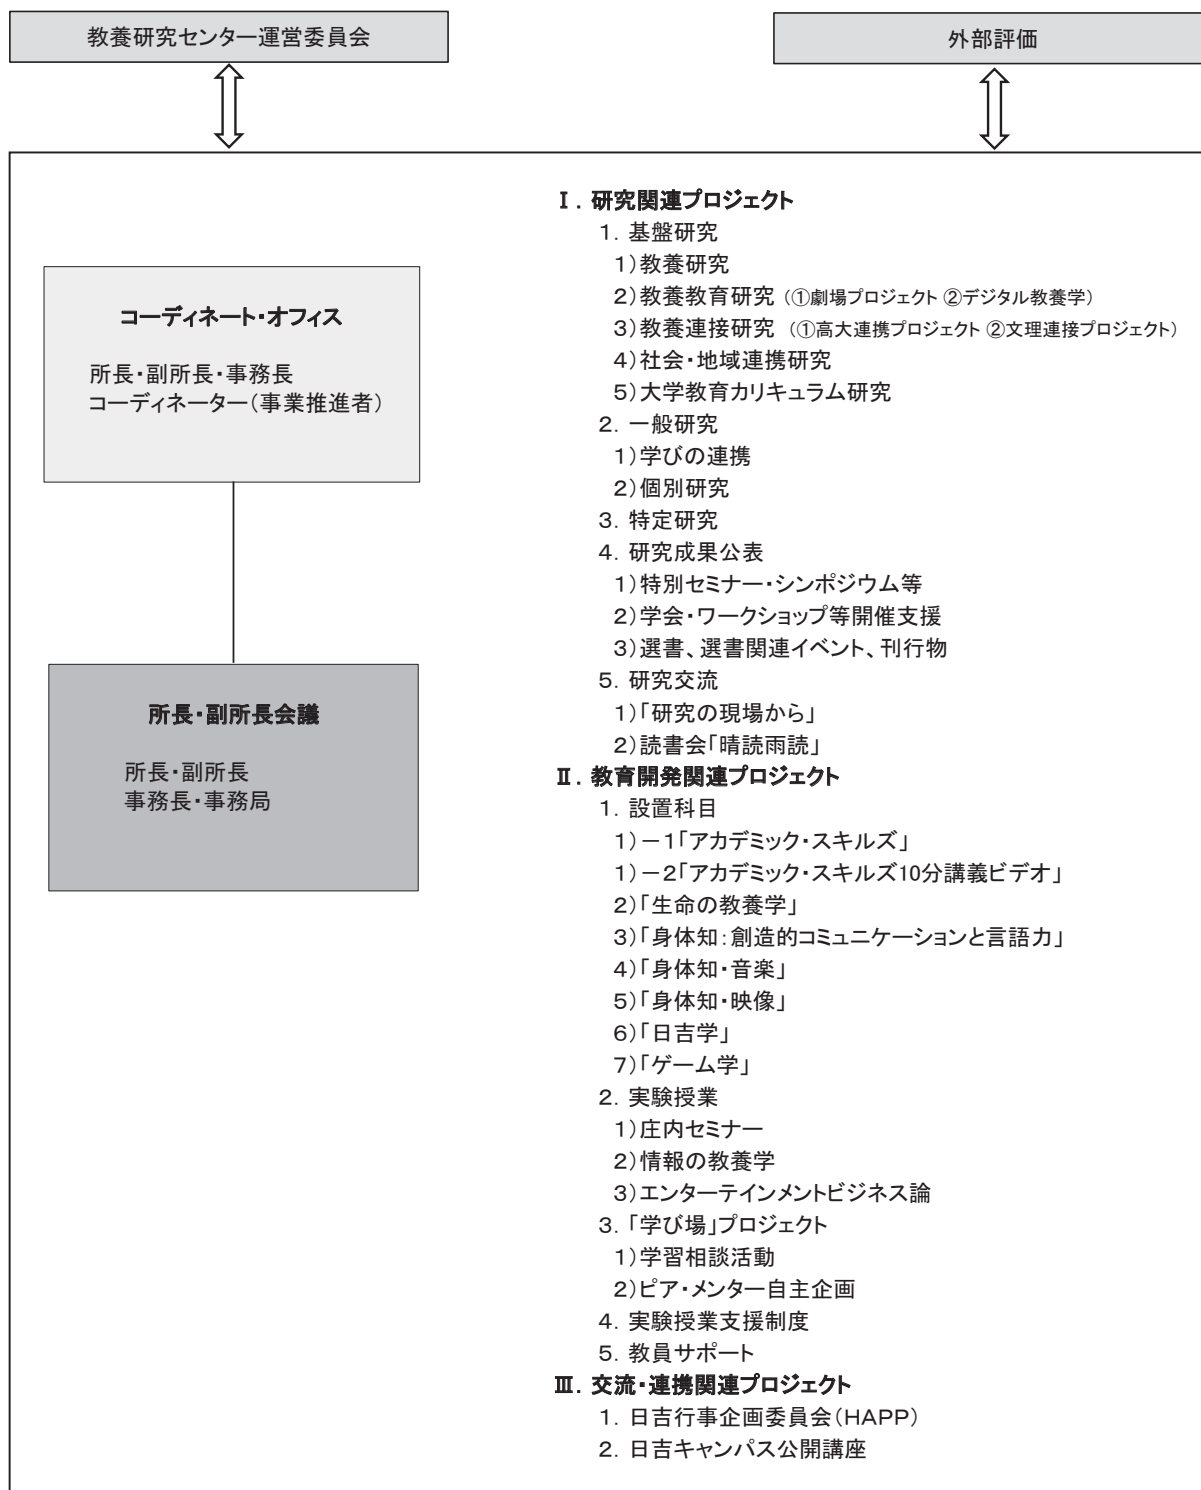 教養研究センター運営委員会
外部評価
コーディネート・オフィス
所長・副所長・事務長
コーディネーター（事業推進者）
所長・副所長会議
所長・副所長
事務長・事務局
Ⅰ．研究関連プロジェクト
１．基盤研究
１）教養研究
２）教養教育研究（①劇場プロジェクト ②デジタル教養学）
３）教養連接研究（①高大連携プロジェクト ②文理連接プロジェクト）
４）社会・地域連携研究
５）大学教育カリキュラム研究
２．一般研究
１）学びの連携
２）個別研究
３．特定研究
４．研究成果公表
１）特別セミナー・シンポジウム等
２）学会・ワークショップ等開催支援
３）選書、選書関連イベント、刊行物
５．研究交流
１）「研究の現場から」
２）読書会「晴読雨読」
Ⅱ．教育開発関連プロジェクト
１．設置科目
１）－１「アカデミック・スキルズ」
１）－２「アカデミック・スキルズ10分講義ビデオ」
２）「生命の教養学」
３）「身体知：創造的コミュニケーションと言語力」
４）「身体知・音楽」
５）「身体知・映像」
６）「日吉学」
７）「ゲーム学」
２．実験授業
１）庄内セミナー
２）情報の教養学
３）エンターテインメントビジネス論
３．「学び場」プロジェクト
１）学習相談活動
２）ピア・メンター自主企画
４．実験授業支援制度
５．教員サポート
Ⅲ．交流・連携関連プロジェクト
１．日吉行事企画委員会（ＨＡＰＰ）
２．日吉キャンパス公開講座